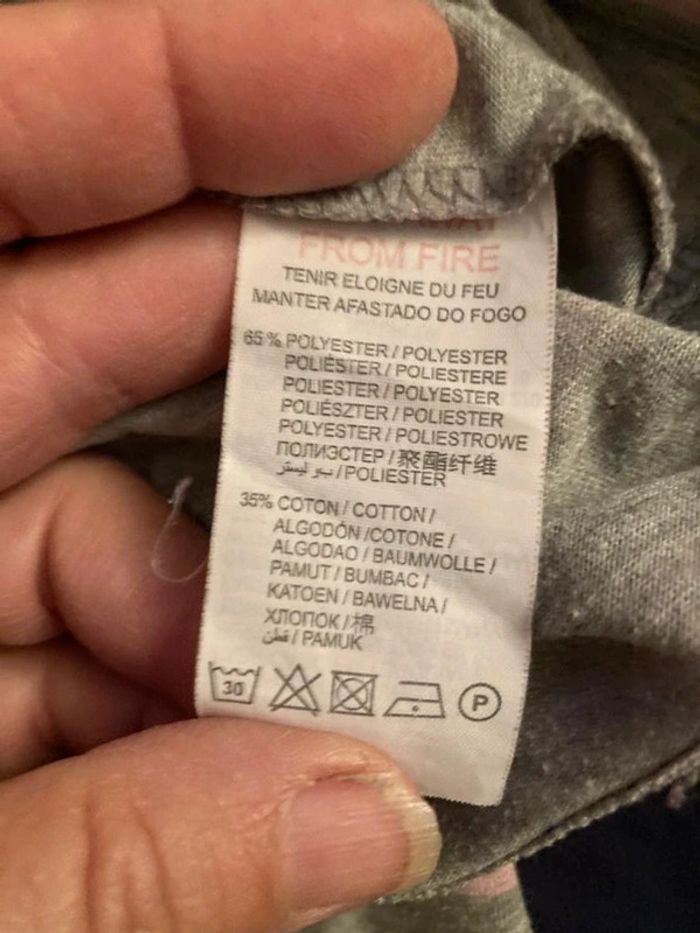 FROM FIRE
TENIR ELOIGNE DU FEU
MANTER AFASTADO DO FOGO
65 % POLYESTER / POLYESTER
POLIÉSTER / POLIESTERE
POLIESTER / POLYESTER
POLIÉSZTER / POLIESTER
POLYESTER / POLIESTROWE
ПОЛИЭСТЕР / 聚酯纤维
بوليستر / POLIESTER
35% COTON / COTTON /
ALGODÓN /COTONE /
ALGODAO / BAUMWOLLE /
PAMUT / BUMBAC /
KATOEN / BAWELNA /
ХЛОПОК / 棉
قطن / PAMUK
30
P